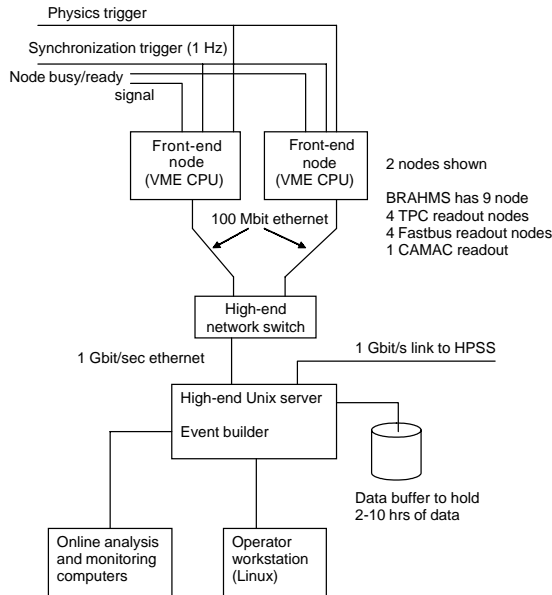 Physics trigger
Synchronization trigger (1 Hz)
Node busy/ready
signal
Front-end
node
(VME CPU)
Front-end
node
(VME CPU)
2 nodes shown
BRAHMS has 9 node
4 TPC readout nodes
4 Fastbus readout nodes
1 CAMAC readout
100 Mbit ethernet
High-end
network switch
1 Gbit/sec ethernet
1 Gbit/s link to HPSS
High-end Unix server
Event builder
Data buffer to hold
2-10 hrs of data
Online analysis
and monitoring
computers
Operator
workstation
(Linux)